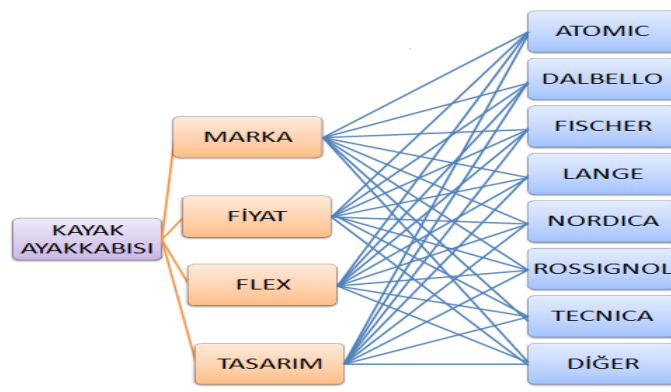 KAYAK
AYAKKABISI
MARKA
FİYAT
FLEX
TASARIM
ATOMIC
DALBELLO
FISCHER
LANGE
NORDICA
ROSSIGNOL
TECNICA
DİĞER